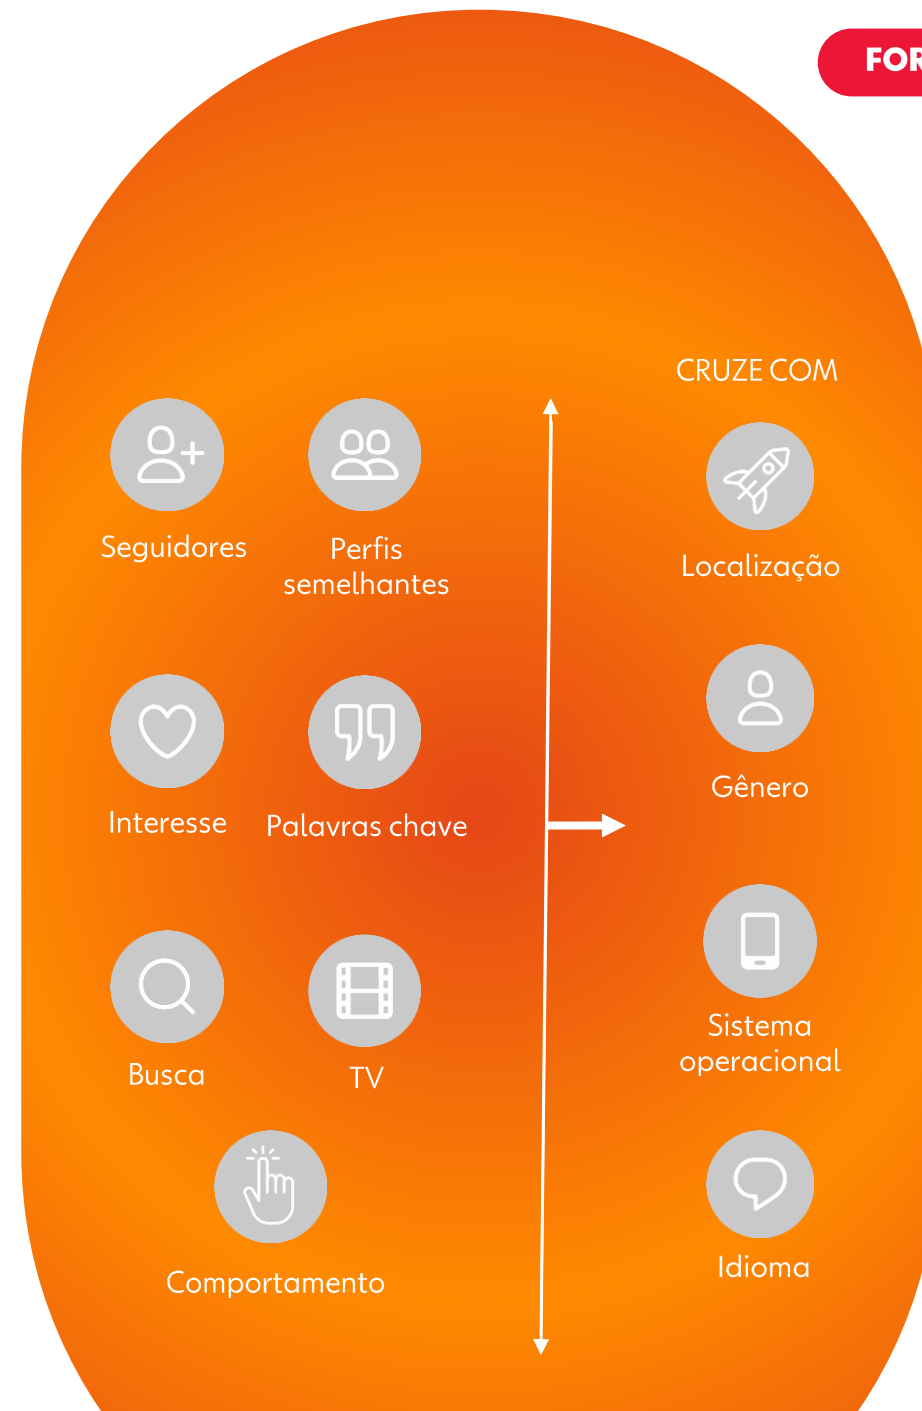 FOR
CRUZE COM
Seguidores
Perfis
semelhantes
Localização
Interesse
Palavras chave
Gênero
Busca
TV
Sistema
operacional
Comportamento
Idioma